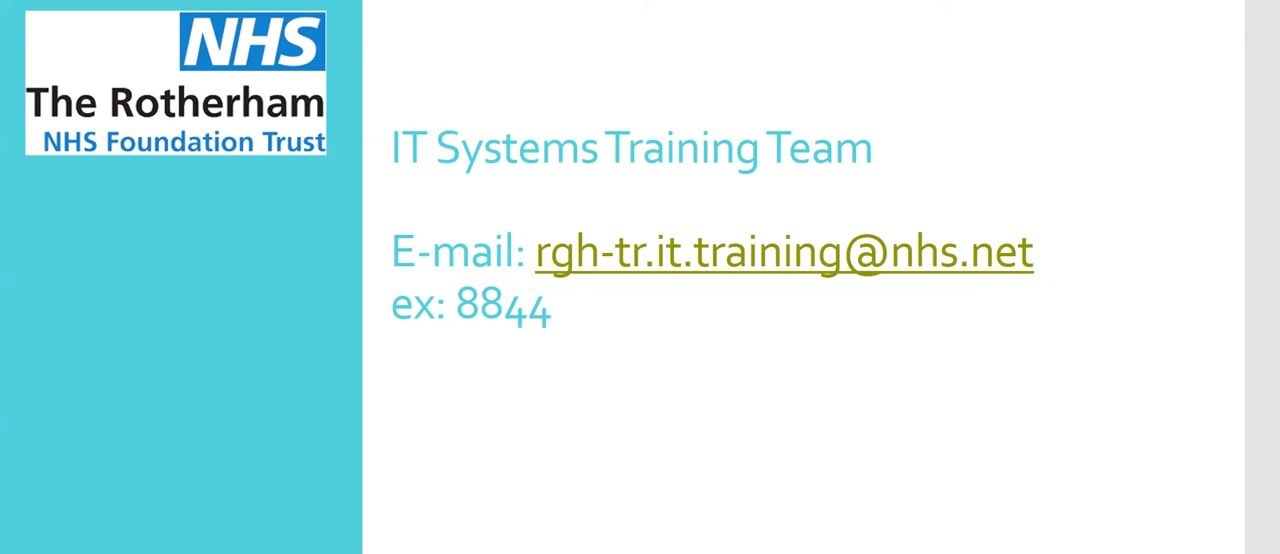 NHS
The Rotherham
NHS Foundation Trust
IT Systems Training Team
E-mail: rgh-tr.it.training@nhs.net
ex: 8844